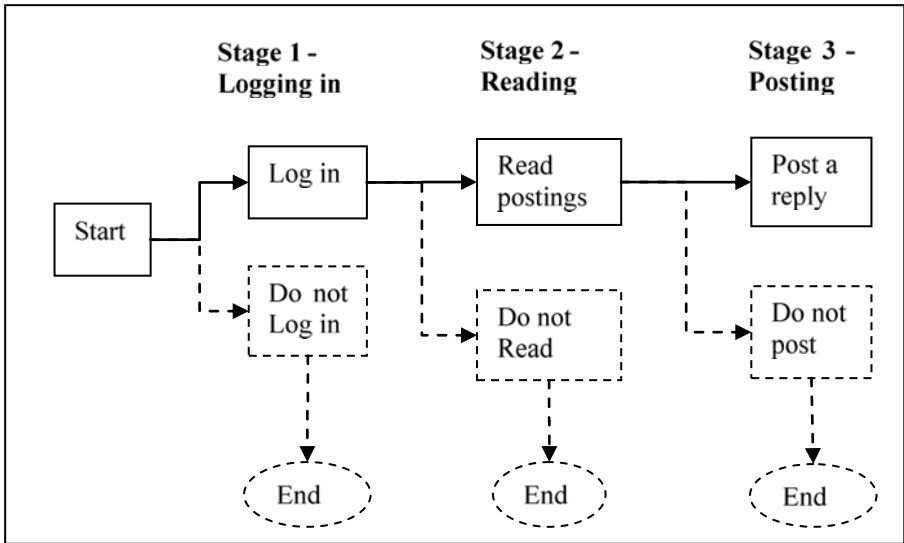 Stage 1 -
Logging in
Stage 2 -
Reading
Stage 3 -
Posting
Start
Log in
Read
postings
Post a
reply
Do not
Log in
Do not
Read
Do not
post
End
End
End